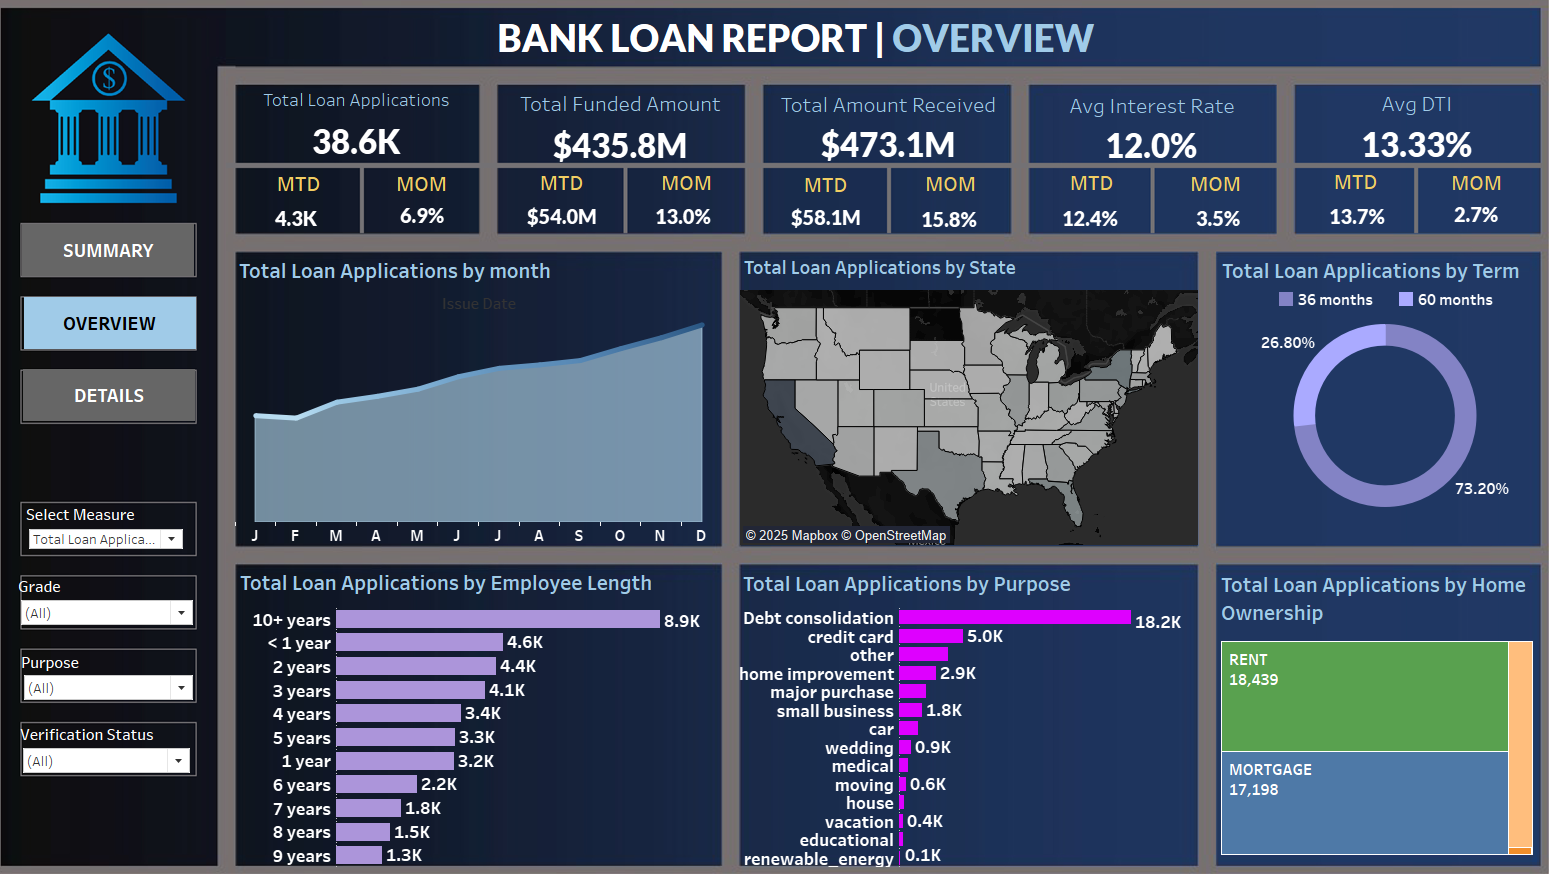 BANK LOAN REPORT | OVERVIEW
$
SUMMARY
OVERVIEW
DETAILS
Select Measure
Total Loan Applica...
Grade
(All)
Purpose
(All)
Verification Status
(All)
Total Loan Applications
38.6K
MTD
4.3K
MOM
6.9%
Total Funded Amount
$435.8M
MTD
$54.0M
MOM
13.0%
Total Amount Received
$473.1M
MTD
$58.1M
MOM
15.8%
Avg Interest Rate
12.0%
MTD
12.4%
MOM
3.5%
Avg DTI
13.33%
MTD
13.7%
MOM
2.7%
Total Loan Applications by month
Issue Date
J F M A M J J A S O N D
Total Loan Applications by State
United
States
© 2025 Mapbox © OpenStreetMap
Mexico
Total Loan Applications by Term
36 months
60 months
26.80%
73.20%
Total Loan Applications by Employee Length
10+ years 8.9K
< 1 year 4.6K
2 years 4.4K
3 years 4.1K
4 years 3.4K
5 years 3.3K
1 year 3.2K
6 years 2.2K
7 years 1.8K
8 years 1.5K
9 years 1.3K
Total Loan Applications by Purpose
Debt consolidation 18.2K
credit card 5.0K
other
home improvement 2.9K
major purchase
small business 1.8K
car
wedding 0.9K
medical
moving 0.6K
house
vacation 0.4K
educational
renewable_energy 0.1K
Total Loan Applications by Home
Ownership
RENT
18,439
MORTGAGE
17,198